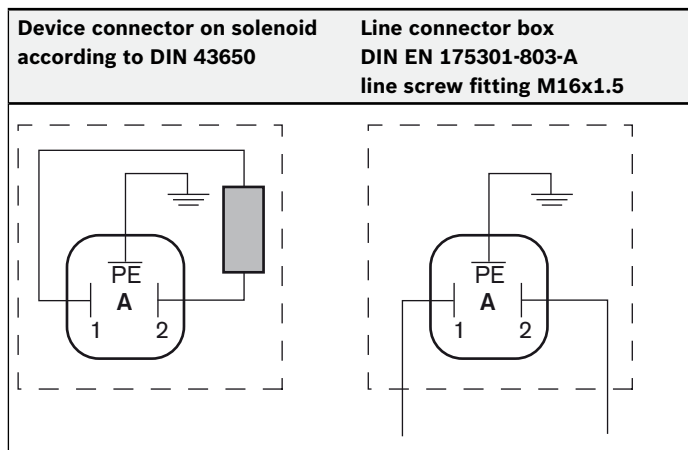 Device connector on solenoid
according to DIN 43650
Line connector box
DIN EN 175301-803-A
line screw fitting M16x1.5
PE
A
1 2
PE
A
1 2